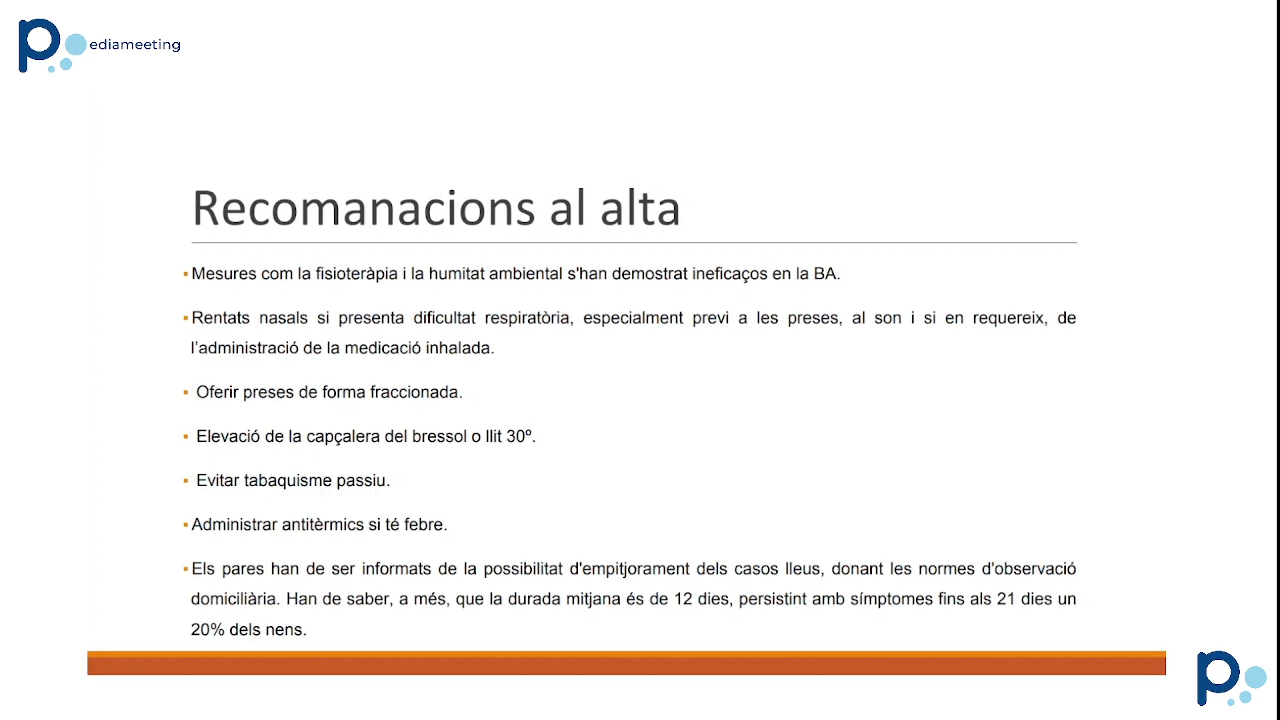 Pediameeting
Recomanacions al alta
▪Mesures com la fisioteràpia i la humitat ambiental s'han demostrat ineficaços en la BA.
▪Rentats nasals si presenta dificultat respiratòria, especialment previ a les preses, al son i si en requereix, de
l’administració de la medicació inhalada.
▪ Oferir preses de forma fraccionada.
▪ Elevació de la capçalera del bressol o llit 30º.
▪ Evitar tabaquisme passiu.
▪Administrar antitèrmics si té febre.
▪Els pares han de ser informats de la possibilitat d'empitjorament dels casos lleus, donant les normes d'observació
domiciliària. Han de saber, a més, que la durada mitjana és de 12 dies, persistint amb símptomes fins als 21 dies un
20% dels nens.
p